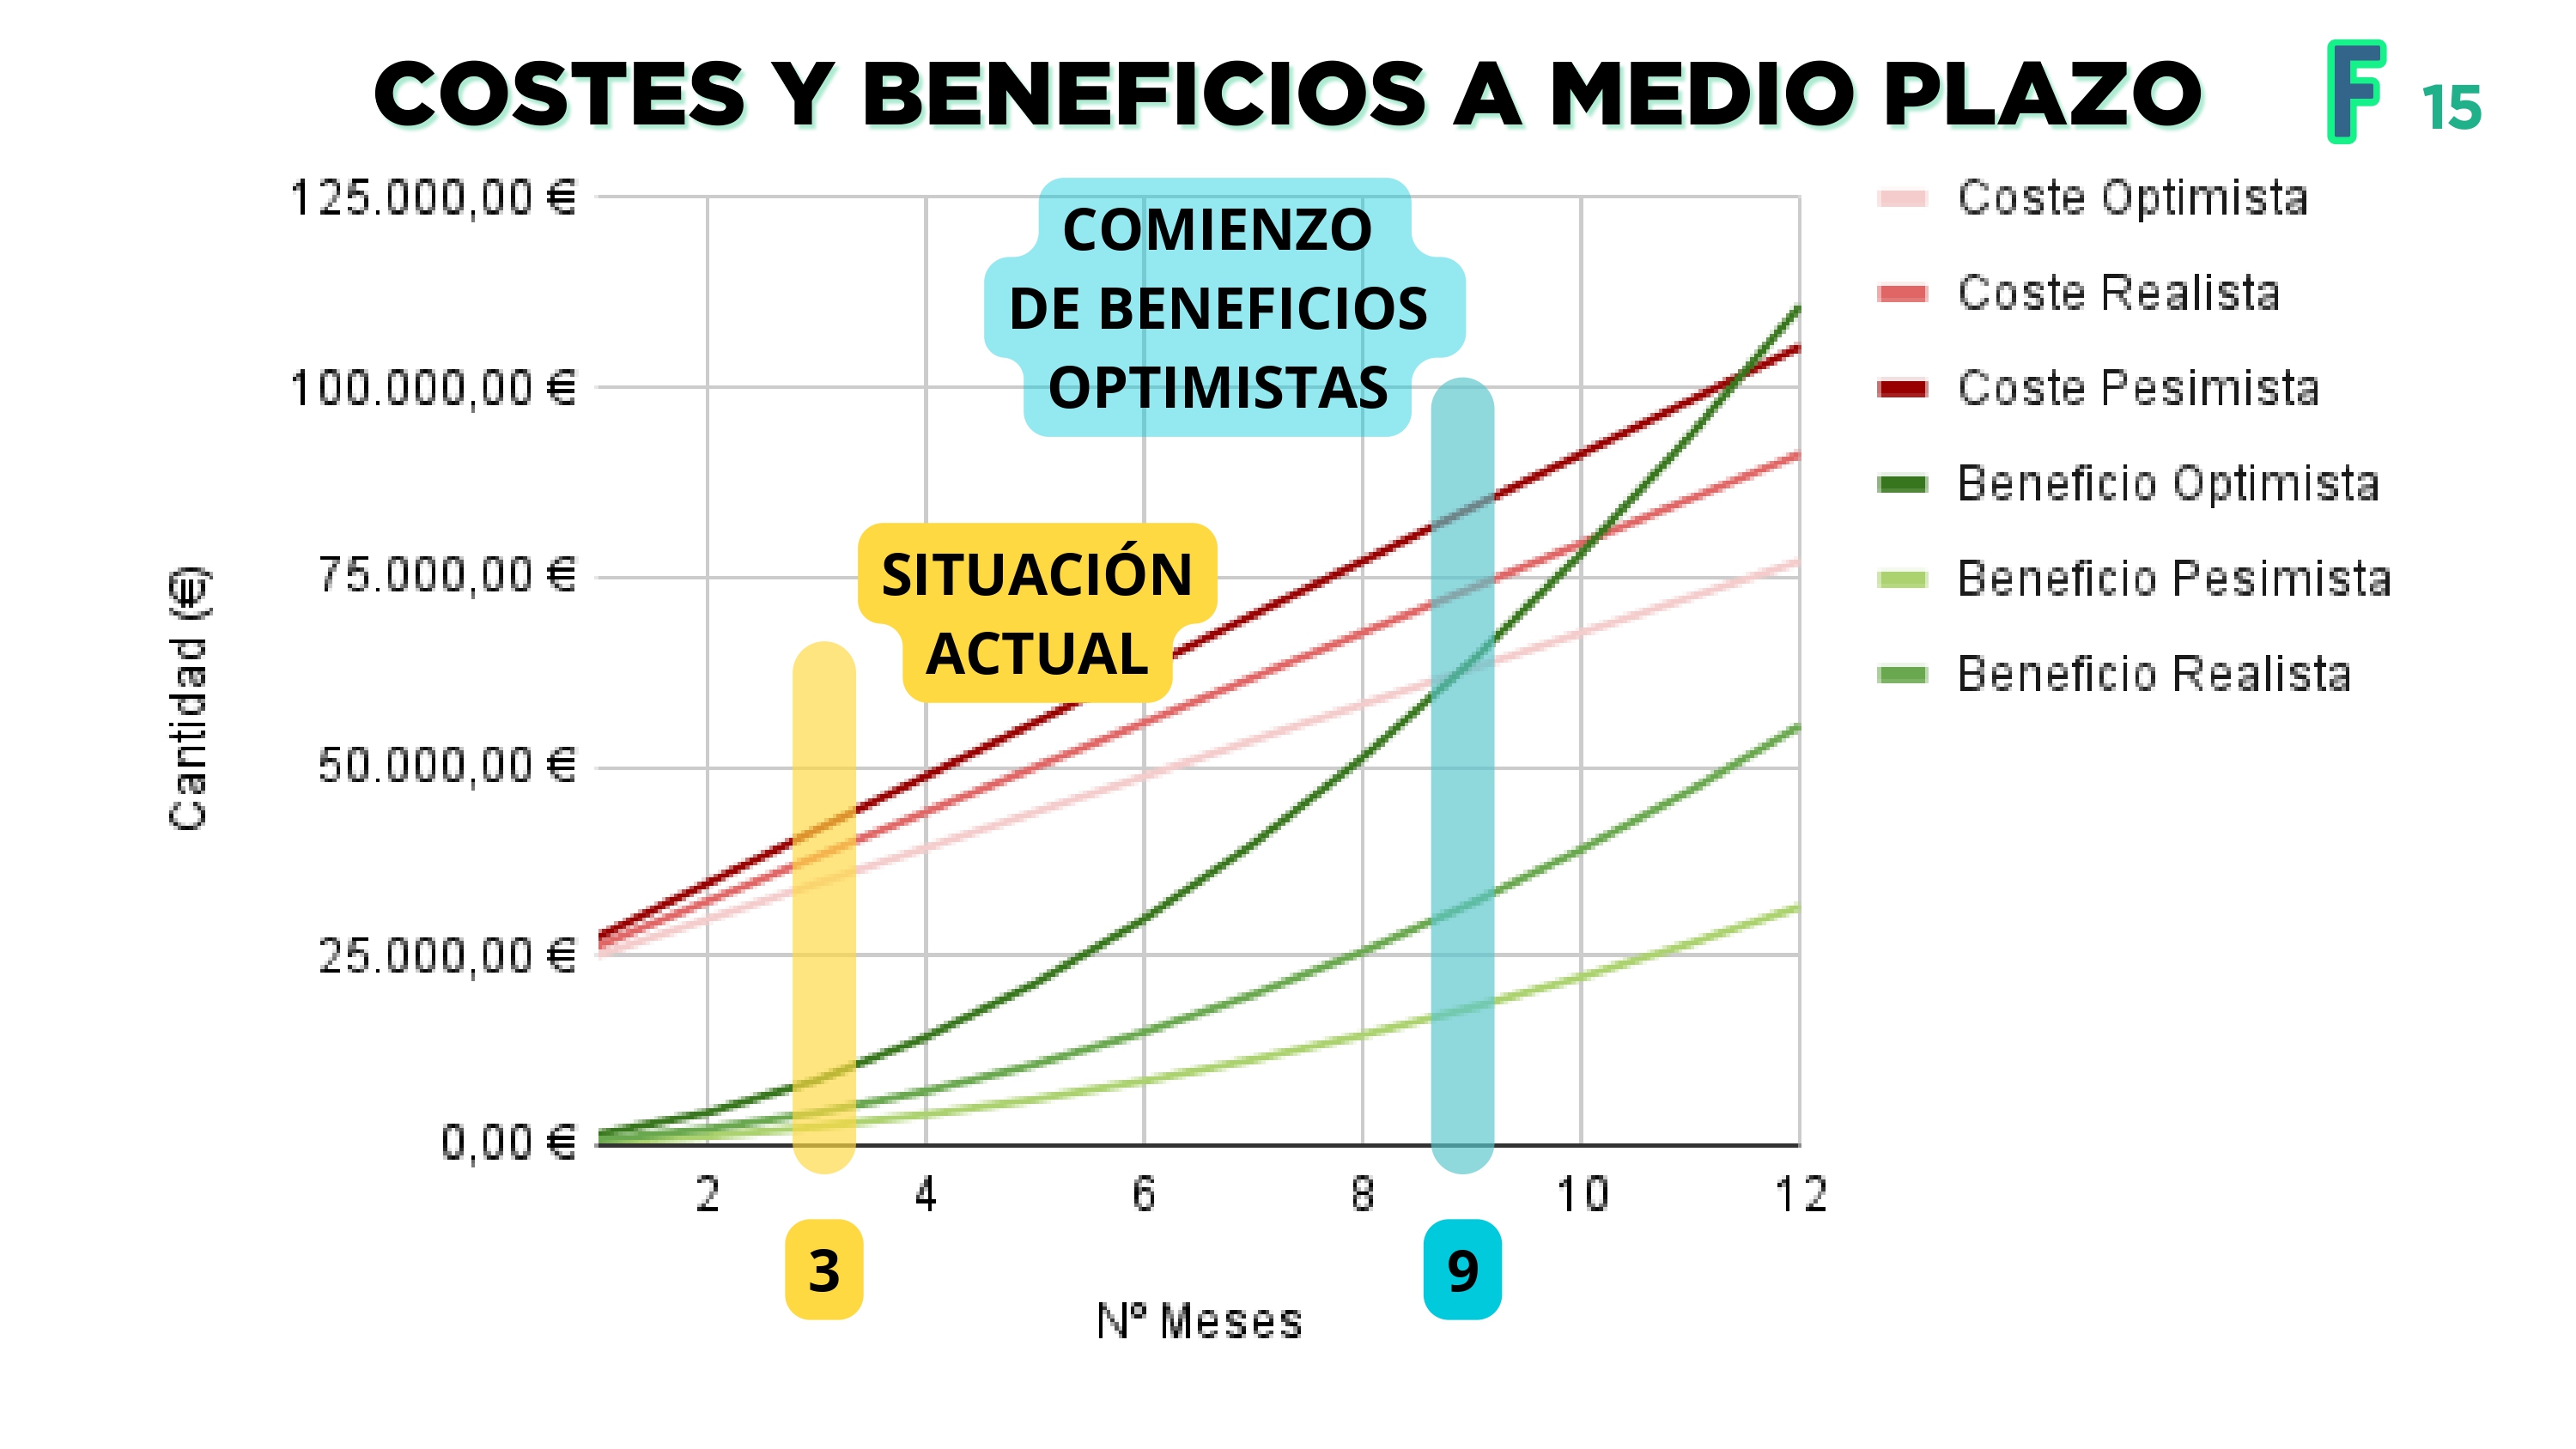 COSTES Y BENEFICIOS A MEDIO PLAZO
F 15
125.000,00 €
100.000,00 €
75.000,00 €
50.000,00 €
25.000,00 €
0,00 €
Cantidad (€)
COMIENZO
DE BENEFICIOS
OPTIMISTAS
SITUACIÓN
ACTUAL
Coste Optimista
Coste Realista
Coste Pesimista
Beneficio Optimista
Beneficio Pesimista
Beneficio Realista
2 4 6 8 10 12
3 9
Nº Meses